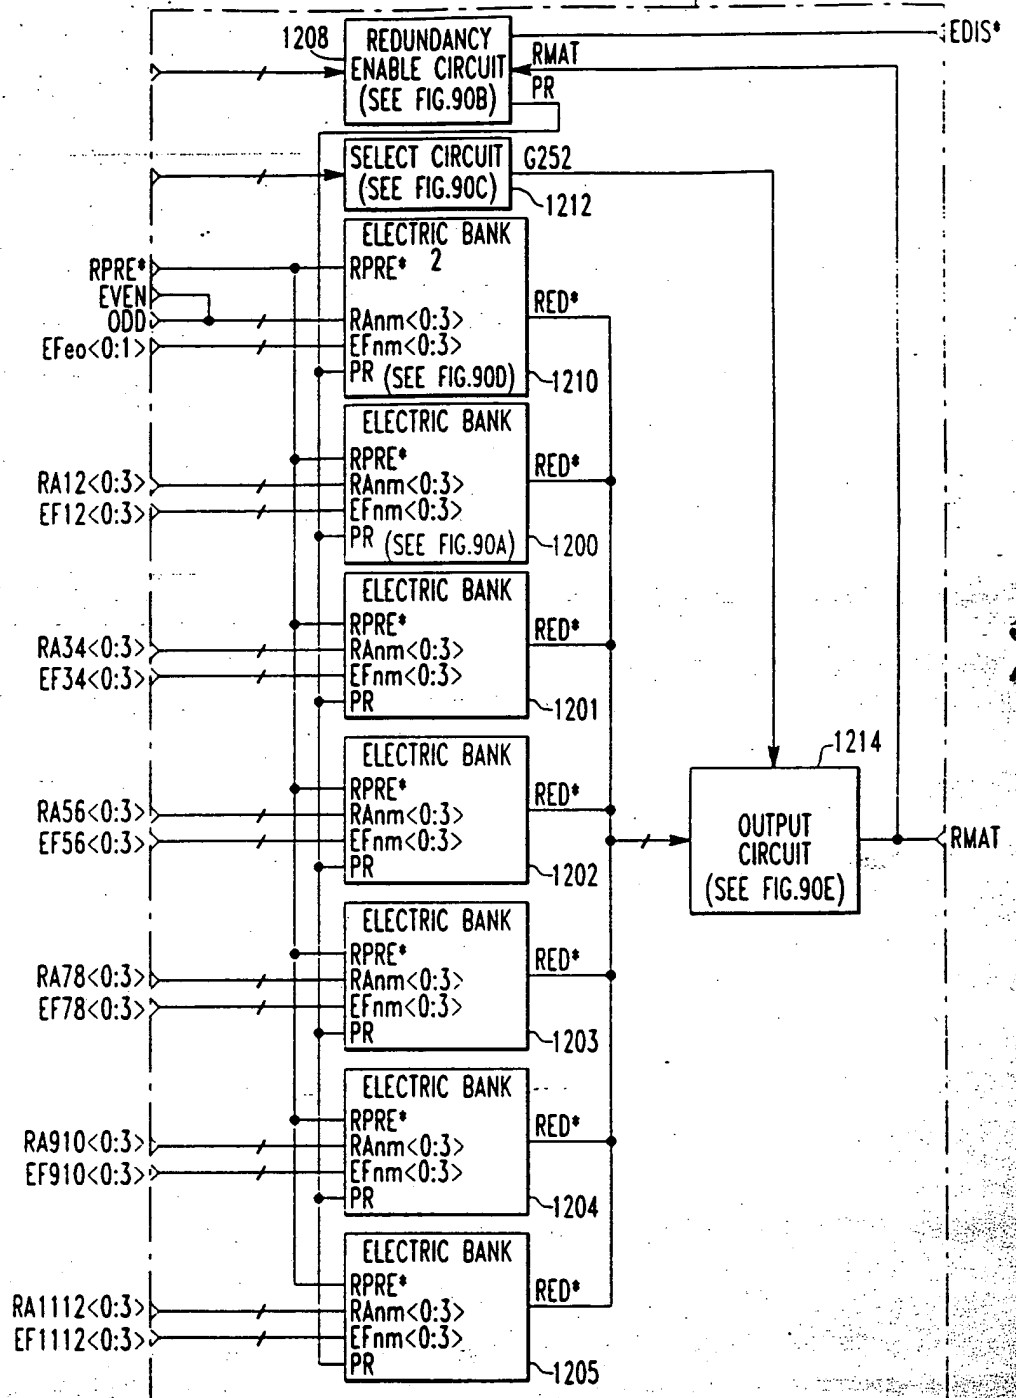 1208
REDUNDANCY
ENABLE CIRCUIT
(SEE FIG.90B)
EDIS*
RMAT
PR
SELECT CIRCUIT
(SEE FIG.90C)
G252
1212
ELECTRIC BANK
2
RPRE*
RPRE*
EVEN
ODD
RAnm<0:3>
RED*
EFeo<0:1>
EFnm<0:3>
PR (SEE FIG.90D)
1210
ELECTRIC BANK
RPRE*
RED*
RA12<0:3>
RAnm<0:3>
EF12<0:3>
EFnm<0:3>
PR (SEE FIG.90A)
1200
ELECTRIC BANK
RPRE*
RED*
RA34<0:3>
RAnm<0:3>
EF34<0:3>
EFnm<0:3>
PR
1201
ELECTRIC BANK
RPRE*
RED*
RA56<0:3>
RAnm<0:3>
EF56<0:3>
EFnm<0:3>
PR
1202
1214
OUTPUT
CIRCUIT
(SEE FIG.90E)
RMAT
ELECTRIC BANK
RPRE*
RED*
RA78<0:3>
RAnm<0:3>
EF78<0:3>
EFnm<0:3>
PR
1203
ELECTRIC BANK
RPRE*
RED*
RA910<0:3>
RAnm<0:3>
EF910<0:3>
EFnm<0:3>
PR
1204
ELECTRIC BANK
RPRE*
RED*
RA1112<0:3>
RAnm<0:3>
EF1112<0:3>
EFnm<0:3>
PR
1205